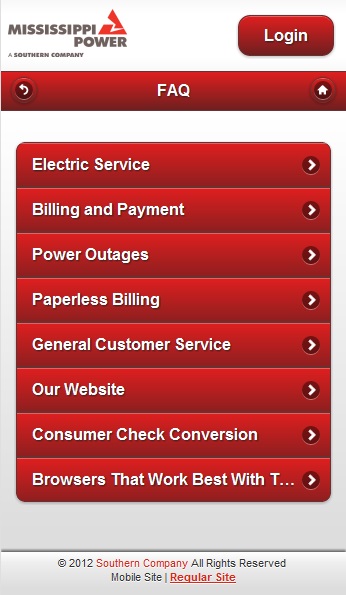 MISSISSIPPI
POWER
A SOUTHERN COMPANY
Login
FAQ
Electric Service
Billing and Payment
Power Outages
Paperless Billing
General Customer Service
Our Website
Consumer Check Conversion
Browsers That Work Best With T...
© 2012 Southern Company All Rights Reserved
Mobile Site | Regular Site